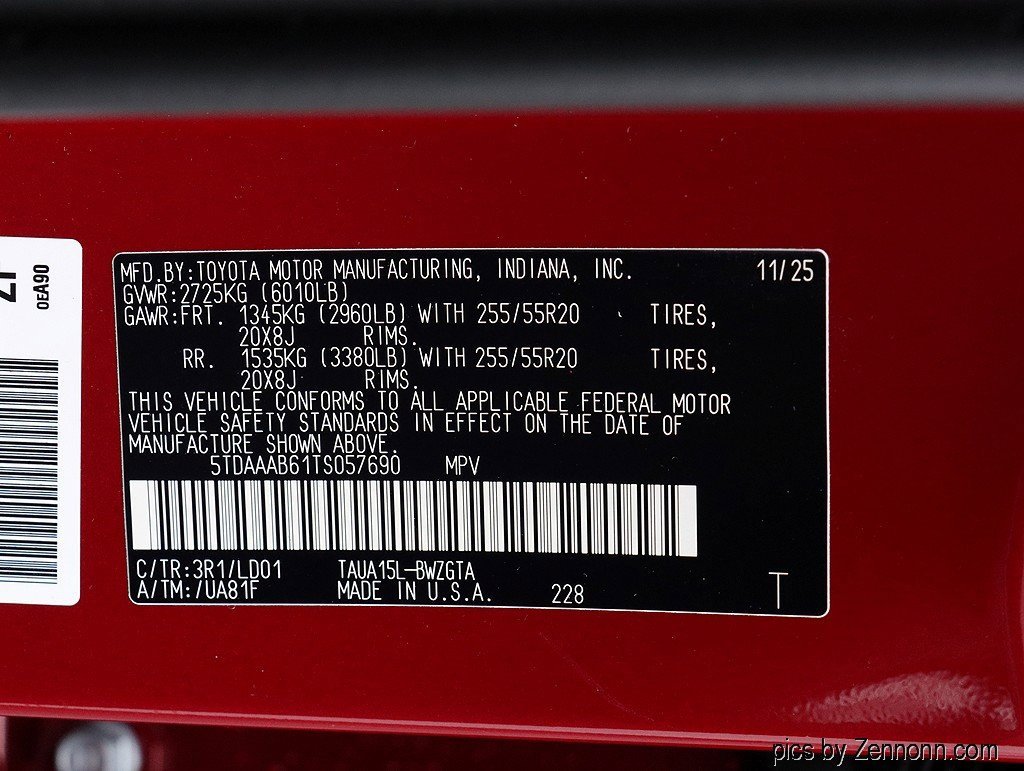 MFD.BY:TOYOTA MOTOR MANUFACTURING, INDIANA, INC. 11/25
GVWR:2725KG (6010LB)
GAWR:FRT. 1345KG (2960LB) WITH 255/55R20 TIRES,
20X8J RIMS.
RR. 1535KG (3380LB) WITH 255/55R20 TIRES,
20X8J RIMS.
THIS VEHICLE CONFORMS TO ALL APPLICABLE FEDERAL MOTOR
VEHICLE SAFETY STANDARDS IN EFFECT ON THE DATE OF
MANUFACTURE SHOWN ABOVE.
5TDAAAB61TS057690 MPV
C/TR:3R1/LD01 TAUA15L-BWZGTA
A/TM:/UA81F MADE IN U.S.A. 228 T
0EA90
pics by Zennonn.com